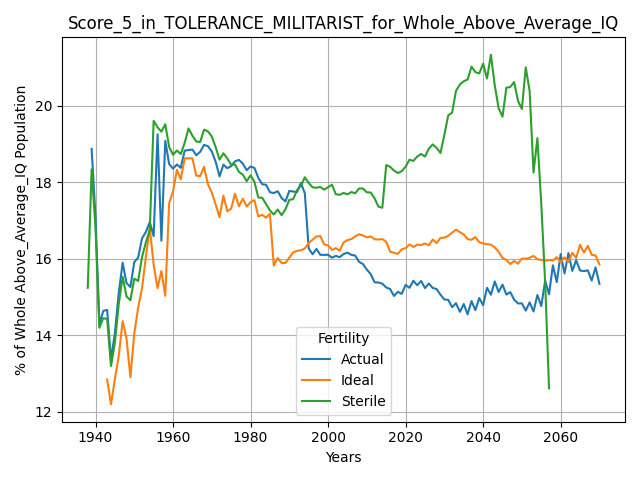 Score_5_in_TOLERANCE_MILITARIST_for_Whole_Above_Average_IQ
% of Whole Above_Average_IQ Population
20
18
16
14
12
Fertility
Actual
Ideal
Sterile
1940 1960 1980 2000 2020 2040 2060
Years